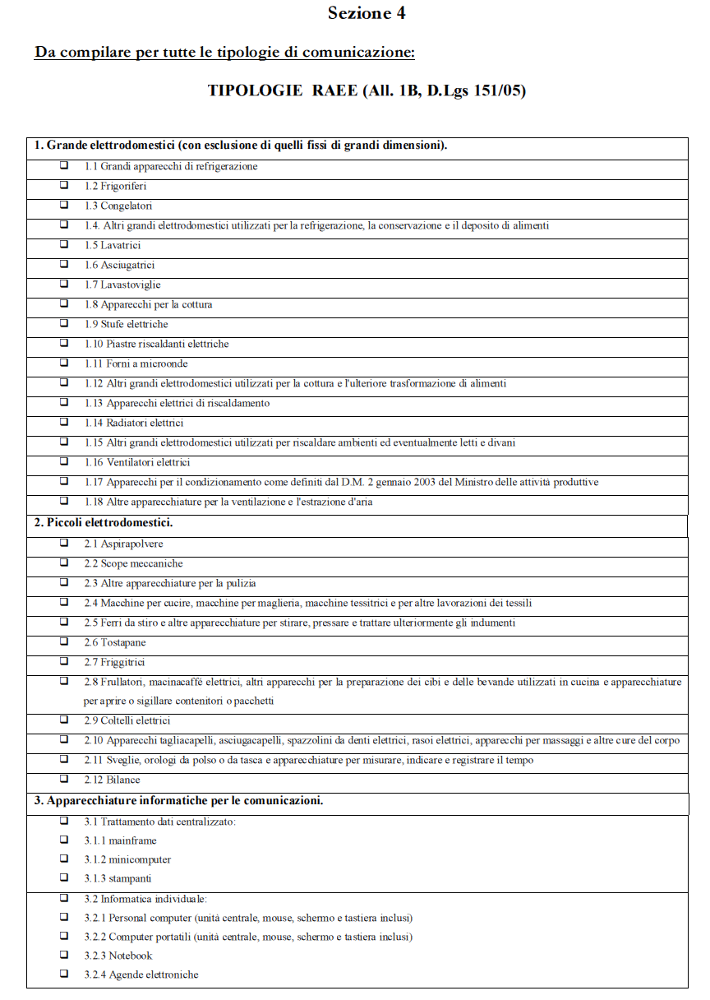 Sezione 4
Da compilare per tutte le tipologie di comunicazione:
TIPOLOGIE RAEE (All. 1B, D.Lgs 151/05)
1. Grande elettrodomestici (con esclusione di quelli fissi di grandi dimensioni).
❑ 1.1 Grandi apparecchi di refrigerazione
❑ 1.2 Frigoriferi
❑ 1.3 Congelatori
❑ 1.4. Altri grandi elettrodomestici utilizzati per la refrigerazione, la conservazione e il deposito di alimenti
❑ 1.5 Lavatrici
❑ 1.6 Asciugatrici
❑ 1.7 Lavastoviglie
❑ 1.8 Apparecchi per la cottura
❑ 1.9 Stufe elettriche
❑ 1.10 Piastre riscaldanti elettriche
❑ 1.11 Forni a microonde
❑ 1.12 Altri grandi elettrodomestici utilizzati per la cottura e l'ulteriore trasformazione di alimenti
❑ 1.13 Apparecchi elettrici di riscaldamento
❑ 1.14 Radiatori elettrici
❑ 1.15 Altri grandi elettrodomestici utilizzati per riscaldare ambienti ed eventualmente letti e divani
❑ 1.16 Ventilatori elettrici
❑ 1.17 Apparecchi per il condizionamento come definiti dal D.M. 2 gennaio 2003 del Ministro delle attività produttive
❑ 1.18 Altre apparecchiature per la ventilazione e l'estrazione d'aria
2. Piccoli elettrodomestici.
❑ 2.1 Aspirapolvere
❑ 2.2 Scope meccaniche
❑ 2.3 Altre apparecchiature per la pulizia
❑ 2.4 Macchine per cucire, macchine per maglieria, macchine tessitrici e per altre lavorazioni dei tessili
❑ 2.5 Ferri da stiro e altre apparecchiature per stirare, pressare e trattare ulteriormente gli indumenti
❑ 2.6 Tostapane
❑ 2.7 Friggitrici
❑ 2.8 Frullatori, macinacaffé elettrici, altri apparecchi per la preparazione dei cibi e delle bevande utilizzati in cucina e apparecchiature
per aprire o sigillare contenitori o pacchetti
❑ 2.9 Coltelli elettrici
❑ 2.10 Apparecchi tagliacapelli, asciugacapelli, spazzolini da denti elettrici, rasoi elettrici, apparecchi per massaggi e altre cure del corpo
❑ 2.11 Sveglie, orologi da polso o da tasca e apparecchiature per misurare, indicare e registrare il tempo
❑ 2.12 Bilance
3. Apparecchiature informatiche per le comunicazioni.
❑ 3.1 Trattamento dati centralizzato:
❑ 3.1.1 mainframe
❑ 3.1.2 minicomputer
❑ 3.1.3 stampanti
❑ 3.2 Informatica individuale:
❑ 3.2.1 Personal computer (unità centrale, mouse, schermo e tastiera inclusi)
❑ 3.2.2 Computer portatili (unità centrale, mouse, schermo e tastiera inclusi)
❑ 3.2.3 Notebook
❑ 3.2.4 Agende elettroniche